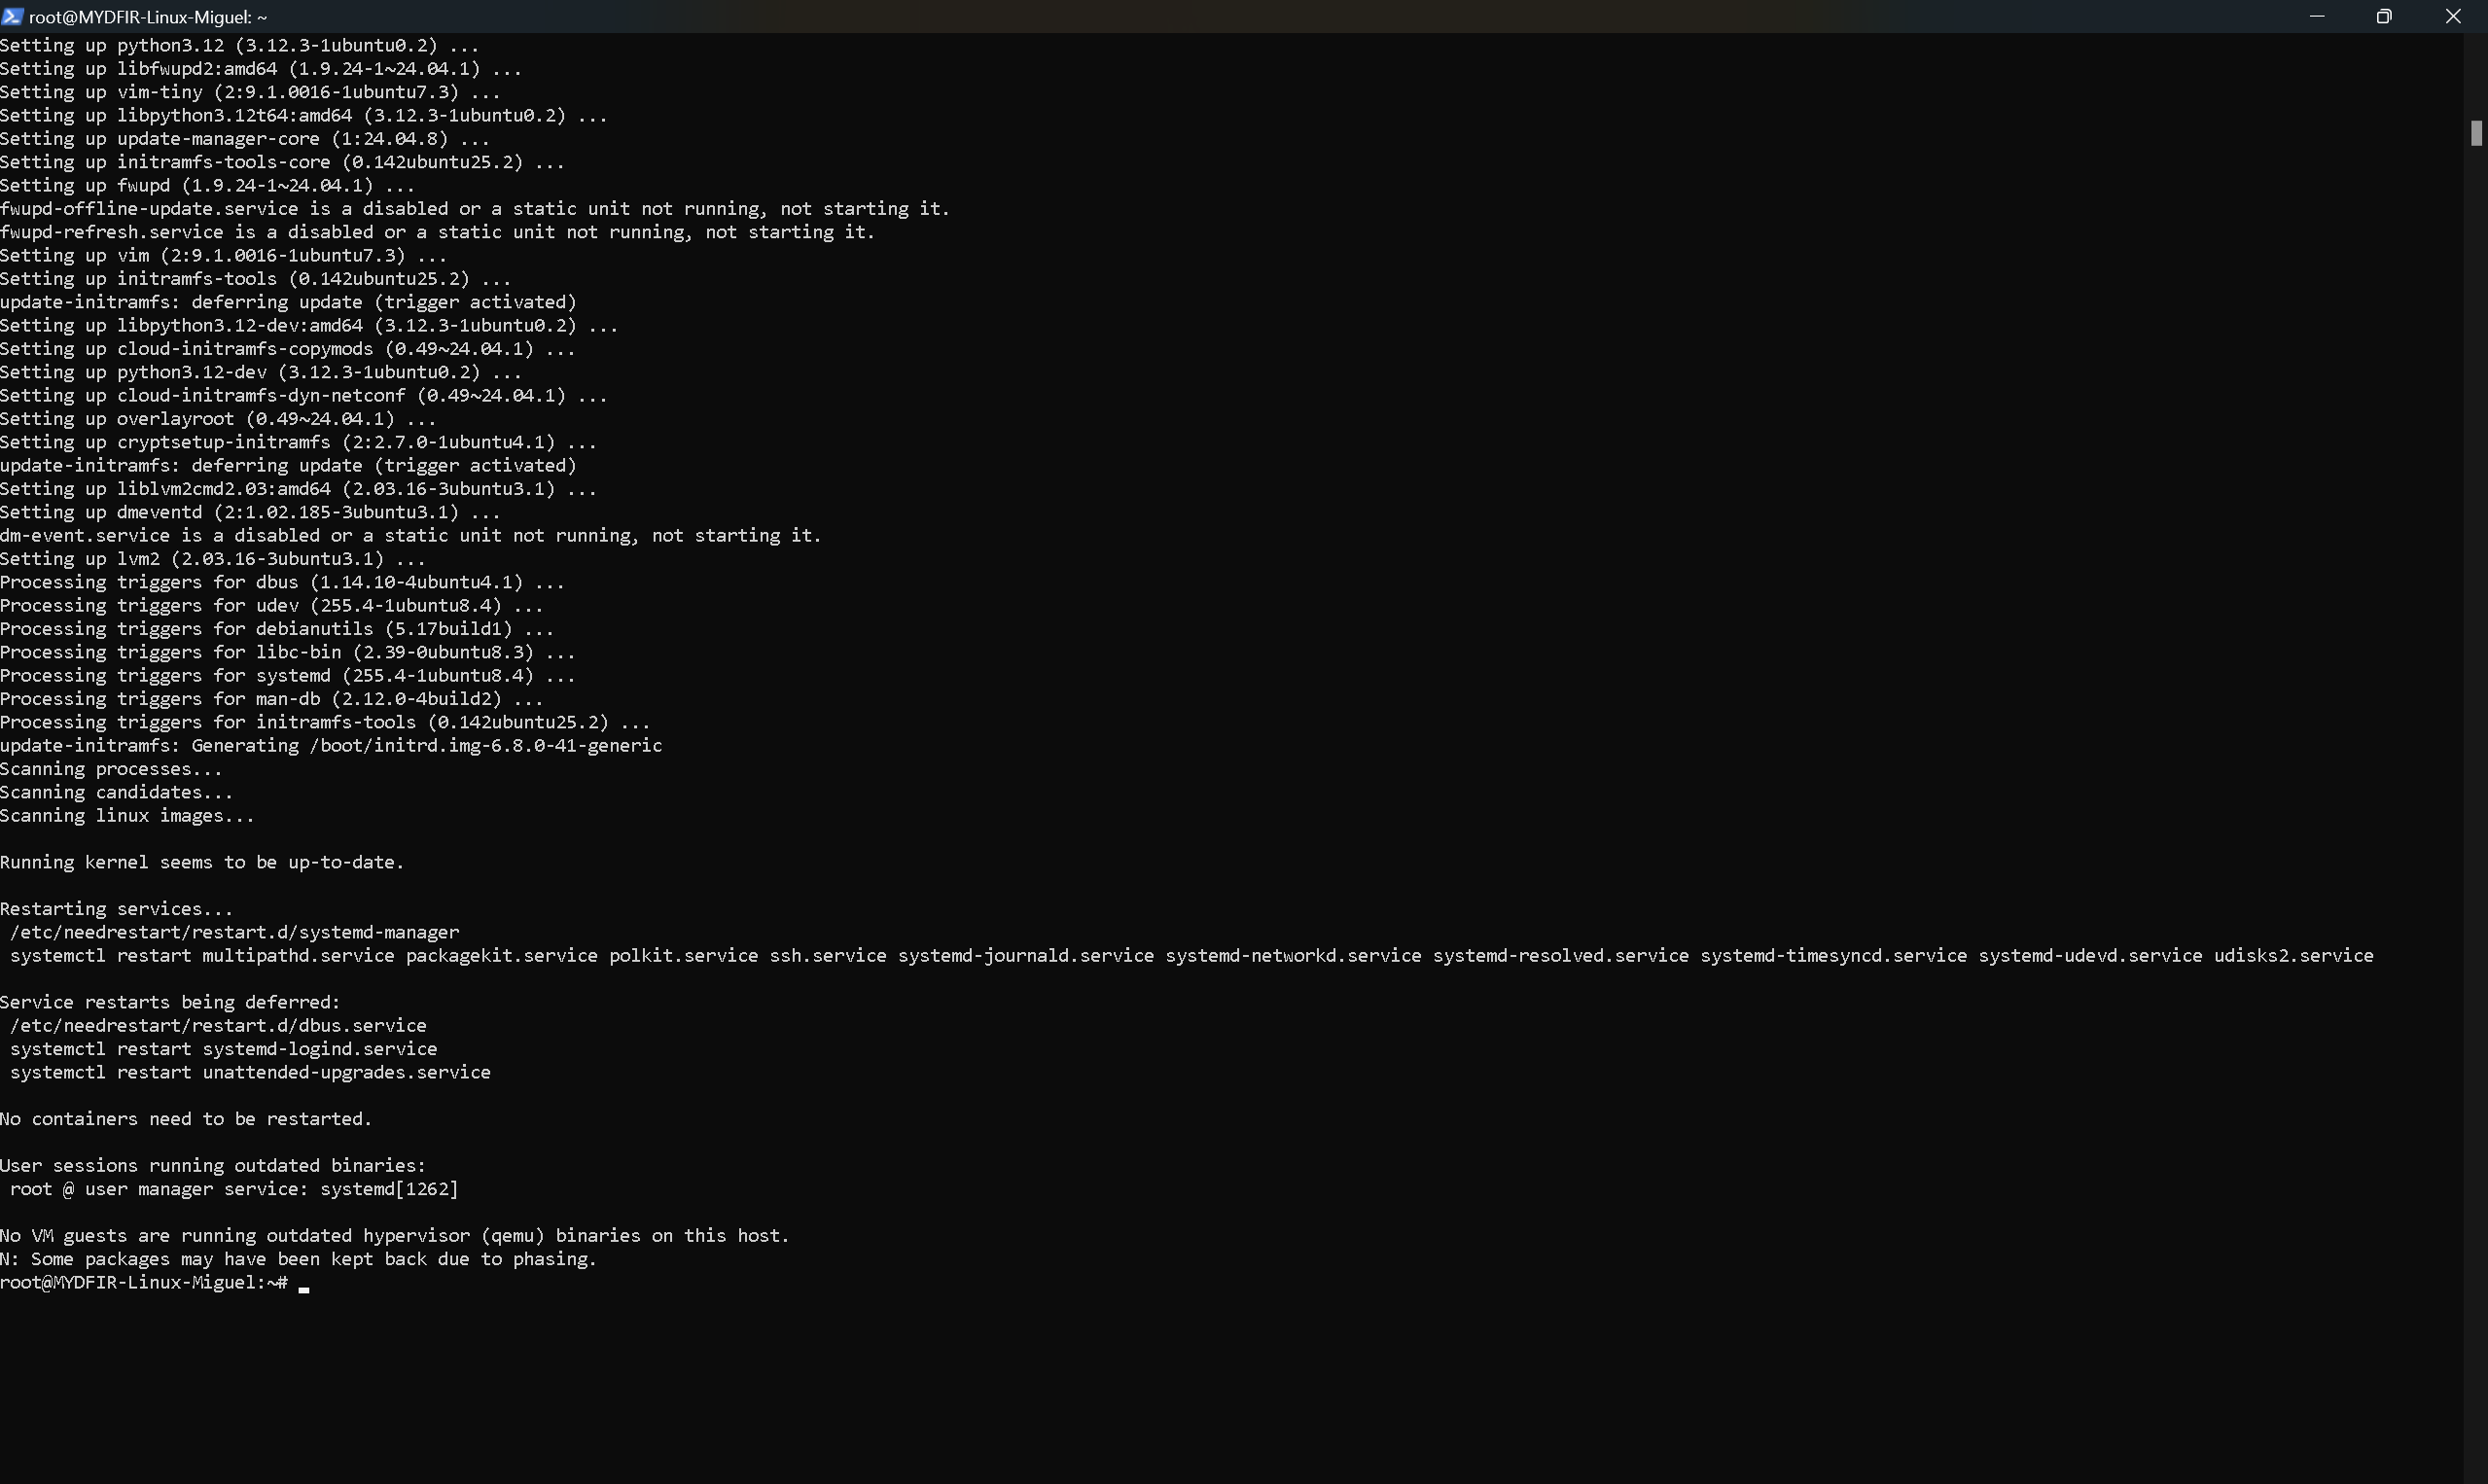 root@MYDFIR-Linux-Miguel: ~
Setting up python3.12 (3.12.3-1ubuntu0.2) ...
Setting up libfwupd2:amd64 (1.9.24-1~24.04.1) ...
Setting up vim-tiny (2:9.1.0016-1ubuntu7.3) ...
Setting up libpython3.12t64:amd64 (3.12.3-1ubuntu0.2) ...
Setting up update-manager-core (1:24.04.8) ...
Setting up initramfs-tools-core (0.142ubuntu25.2) ...
Setting up fwupd (1.9.24-1~24.04.1) ...
fwupd-offline-update.service is a disabled or a static unit not running, not starting it.
fwupd-refresh.service is a disabled or a static unit not running, not starting it.
Setting up vim (2:9.1.0016-1ubuntu7.3) ...
Setting up initramfs-tools (0.142ubuntu25.2) ...
update-initramfs: deferring update (trigger activated)
Setting up libpython3.12-dev:amd64 (3.12.3-1ubuntu0.2) ...
Setting up cloud-initramfs-copymods (0.49~24.04.1) ...
Setting up python3.12-dev (3.12.3-1ubuntu0.2) ...
Setting up cloud-initramfs-dyn-netconf (0.49~24.04.1) ...
Setting up overlayroot (0.49~24.04.1) ...
Setting up cryptsetup-initramfs (2:2.7.0-1ubuntu4.1) ...
update-initramfs: deferring update (trigger activated)
Setting up liblvm2cmd2.03:amd64 (2.03.16-3ubuntu3.1) ...
Setting up dmeventd (2:1.02.185-3ubuntu3.1) ...
dm-event.service is a disabled or a static unit not running, not starting it.
Setting up lvm2 (2.03.16-3ubuntu3.1) ...
Processing triggers for dbus (1.14.10-4ubuntu4.1) ...
Processing triggers for udev (255.4-1ubuntu8.4) ...
Processing triggers for debianutils (5.17build1) ...
Processing triggers for libc-bin (2.39-0ubuntu8.3) ...
Processing triggers for systemd (255.4-1ubuntu8.4) ...
Processing triggers for man-db (2.12.0-4build2) ...
Processing triggers for initramfs-tools (0.142ubuntu25.2) ...
update-initramfs: Generating /boot/initrd.img-6.8.0-41-generic
Scanning processes...
Scanning candidates...
Scanning linux images...
Running kernel seems to be up-to-date.
Restarting services...
/etc/needrestart/restart.d/systemd-manager
systemctl restart multipathd.service packagekit.service polkit.service ssh.service systemd-journald.service systemd-networkd.service systemd-resolved.service systemd-timesyncd.service systemd-udevd.service udisks2.service
Service restarts being deferred:
/etc/needrestart/restart.d/dbus.service
systemctl restart systemd-logind.service
systemctl restart unattended-upgrades.service
No containers need to be restarted.
User sessions running outdated binaries:
root @ user manager service: systemd[1262]
No VM guests are running outdated hypervisor (qemu) binaries on this host.
N: Some packages may have been kept back due to phasing.
root@MYDFIR-Linux-Miguel:~#